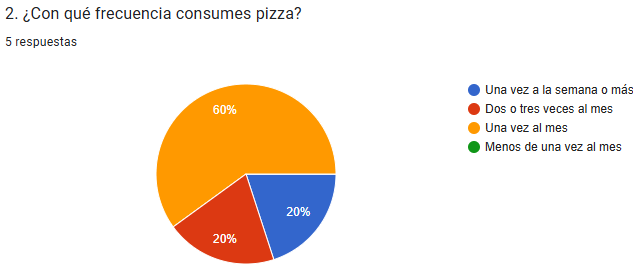 2. ¿Con qué frecuencia consumes pizza?
5 respuestas
60%
20%
20%
Una vez a la semana o más
Dos o tres veces al mes
Una vez al mes
Menos de una vez al mes